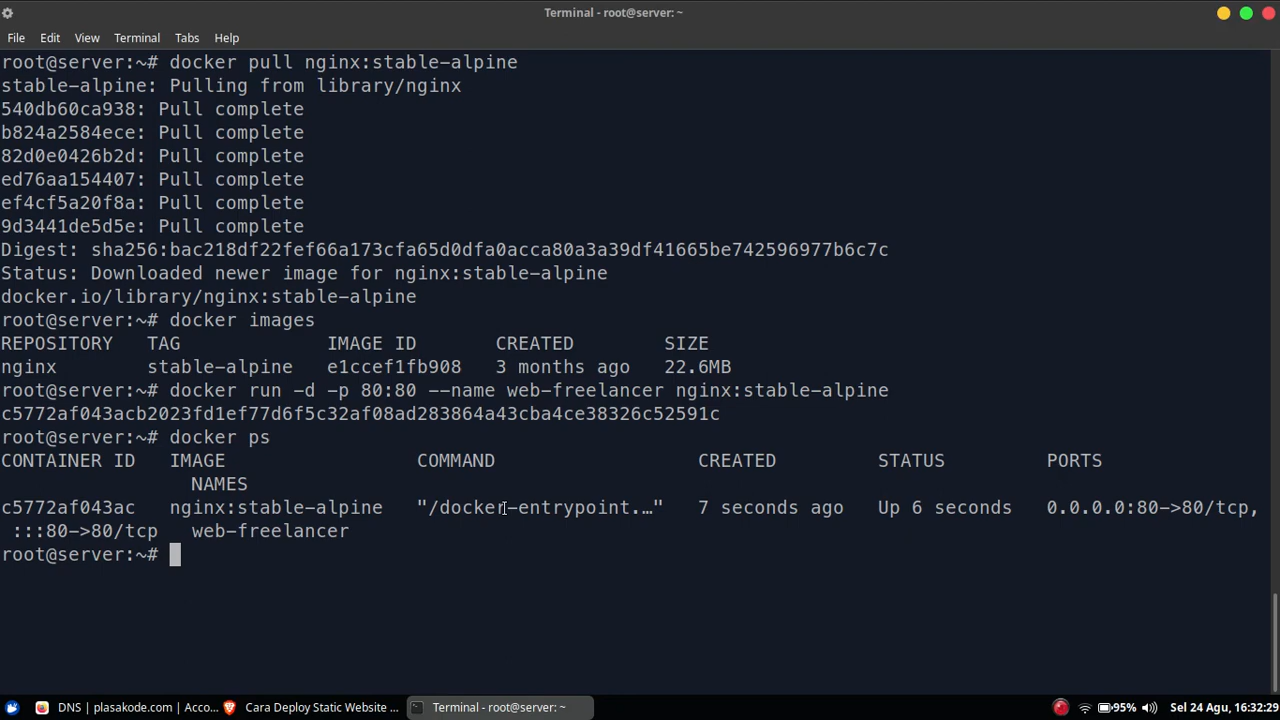 Terminal - root@server: ~
File Edit View Terminal Tabs Help
root@server:~# docker pull nginx:stable-alpine
stable-alpine: Pulling from library/nginx
540db60ca938: Pull complete
b824a2584ece: Pull complete
82d0e0426b2d: Pull complete
ed76aa154407: Pull complete
ef4cf5a20f8a: Pull complete
9d3441de5d5e: Pull complete
Digest: sha256:bac218df22fef66a173cfa65d0dfa0acca80a3a39df41665be742596977b6c7c
Status: Downloaded newer image for nginx:stable-alpine
docker.io/library/nginx:stable-alpine
root@server:~# docker images
REPOSITORY   TAG             IMAGE ID       CREATED        SIZE
nginx        stable-alpine   e1ccef1fb908   3 months ago   22.6MB
root@server:~# docker run -d -p 80:80 --name web-freelancer nginx:stable-alpine
c5772af043acb2023fd1ef77d6f5c32af08ad283864a43cba4ce38326c52591c
root@server:~# docker ps
CONTAINER ID   IMAGE                 COMMAND                  CREATED         STATUS         PORTS
NAMES
c5772af043ac   nginx:stable-alpine   "/docker-entrypoint.…"   7 seconds ago   Up 6 seconds   0.0.0.0:80->80/tcp,
:::80->80/tcp   web-freelancer
root@server:~#
DNS | plasakode.com | Acco... Cara Deploy Static Website ... Terminal - root@server: ~ 95% Sel 24 Agu, 16:32:29